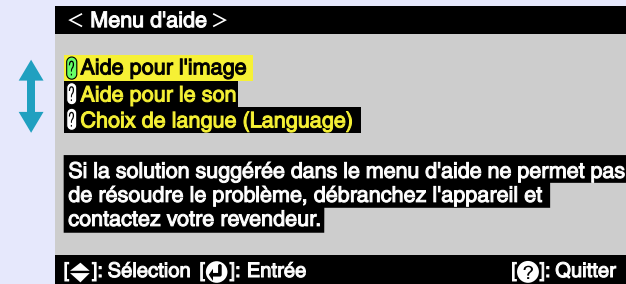 < Menu d'aide >
?Aide pour l'image
?Aide pour le son
?Choix de langue (Language)
Si la solution suggérée dans le menu d'aide ne permet pas
de résoudre le problème, débranchez l'appareil et
contactez votre revendeur.
[◆]: Sélection [↵]: Entrée [?]: Quitter